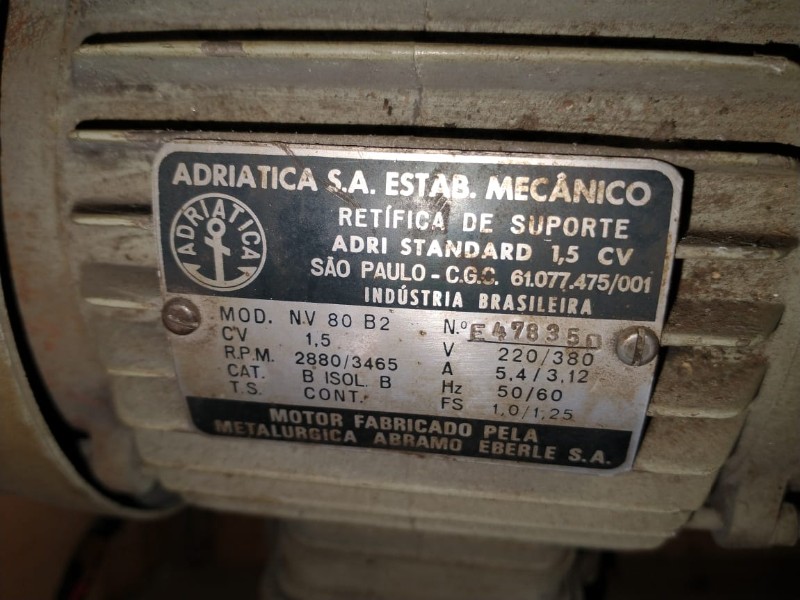 ADRIATICA S.A. ESTAB. MECÂNICO
ADRIATICA
RETÍFICA DE SUPORTE
ADRI STANDARD 1,5 CV
SÃO PAULO - C.G.C. 61.077.475/001
INDÚSTRIA BRASILEIRA
MOD. N.V 80 B2 N.º E 478350
CV 1,5 V 220/380
R.P.M. 2880/3465 A 5,4/3,12
CAT. B ISOL. B Hz 50/60
T.S. CONT. FS 1,0/1,25
MOTOR FABRICADO PELA
METALURGICA ABRAMO EBERLE S.A.